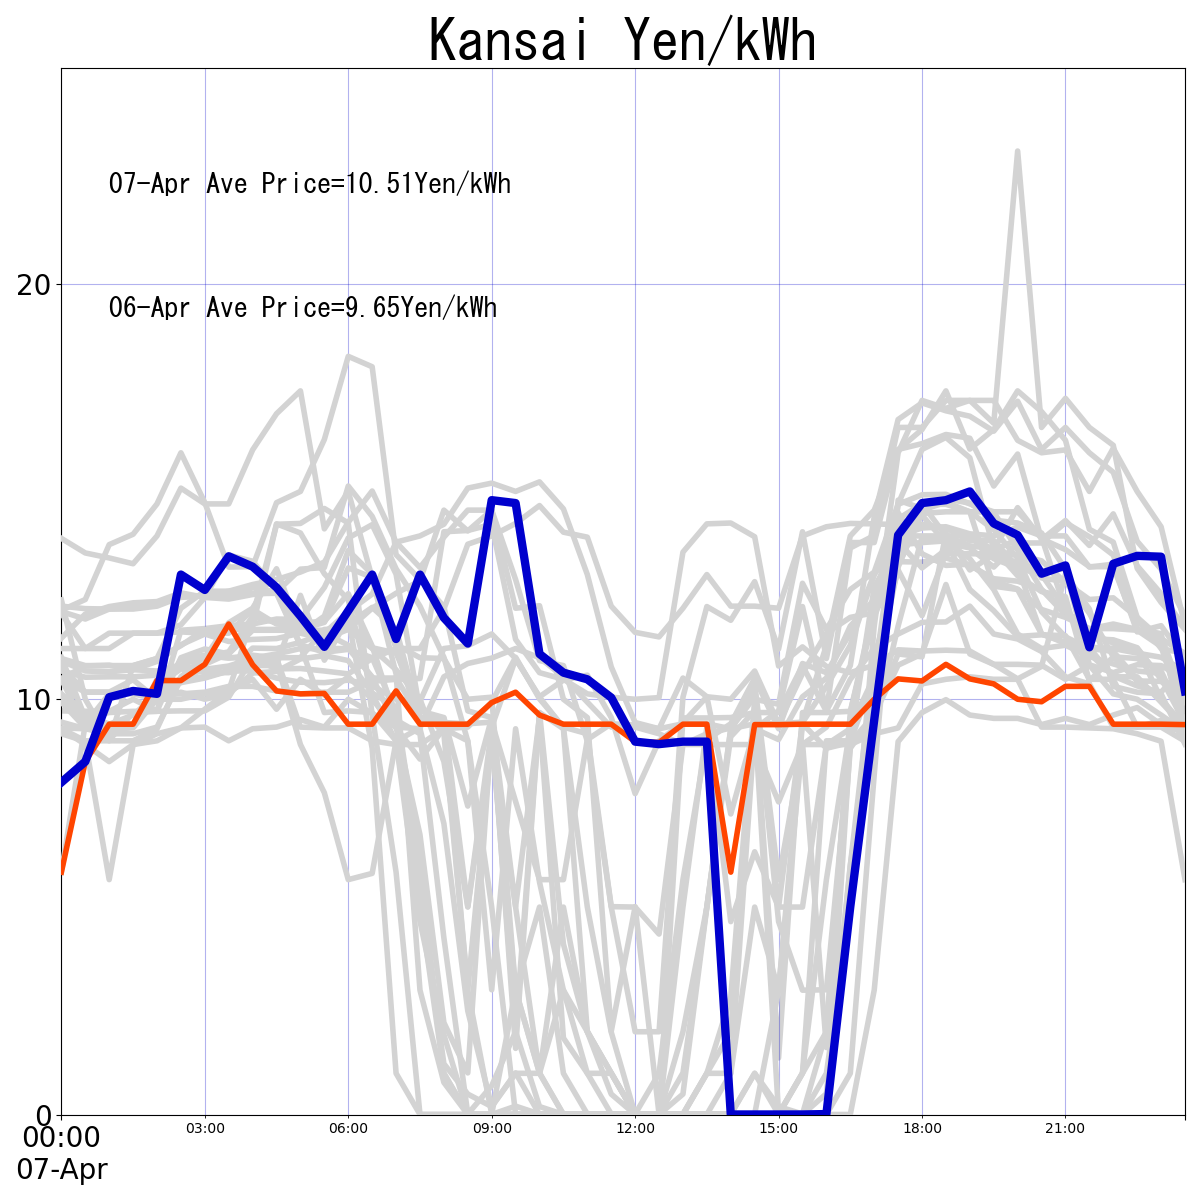 Kansai Yen/kWh
07-Apr Ave Price=10.51Yen/kWh
20
06-Apr Ave Price=9.65Yen/kWh
10
0
00:00 03:00 06:00 09:00 12:00 15:00 18:00 21:00
07-Apr